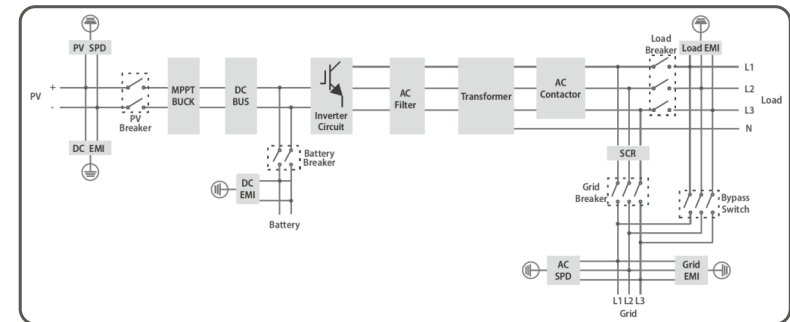 PV SPD
PV
+
-
DC EMI
PV
Breaker
MPPT
BUCK
DC
BUS
Inverter
Circuit
Battery
Breaker
DC
EMI
Battery
AC
Filter
Transformer
AC
Contactor
Load
Breaker
Load EMI
L1
L2
L3
N
Load
SCR
Grid
Breaker
Bypass
Switch
AC
SPD
Grid
EMI
L1 L2 L3
Grid